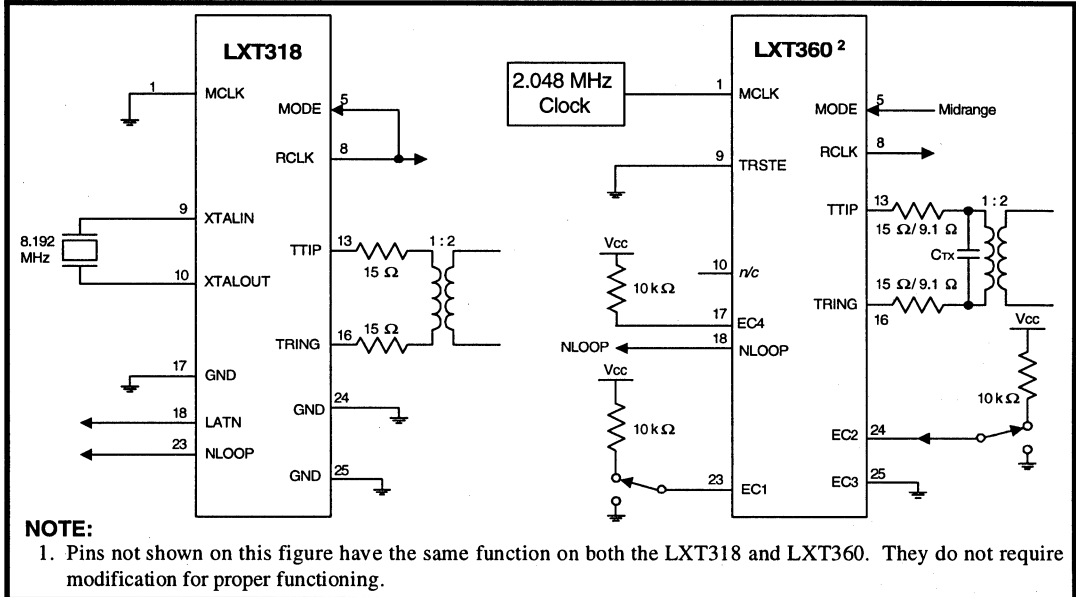 LXT318
1
MCLK
MODE
5
RCLK
8
9
XTALIN
8.192
MHz
10
XTALOUT
TTIP
13
15 Ω
1 : 2
TRING
16
15 Ω
17
GND
18
LATN
23
NLOOP
GND
24
GND
25
LXT360 2
2.048 MHz
Clock
1
MCLK
MODE
5
Midrange
RCLK
8
9
TRSTE
TTIP
13
15 Ω/ 9.1 Ω
1 : 2
CTX
15 Ω/ 9.1 Ω
TRING
16
Vcc
10 kΩ
10
n/c
17
EC4
NLOOP
18
NLOOP
Vcc
10 kΩ
23
EC1
Vcc
10 kΩ
EC2
24
EC3
25
NOTE:
1. Pins not shown on this figure have the same function on both the LXT318 and LXT360. They do not require
modification for proper functioning.